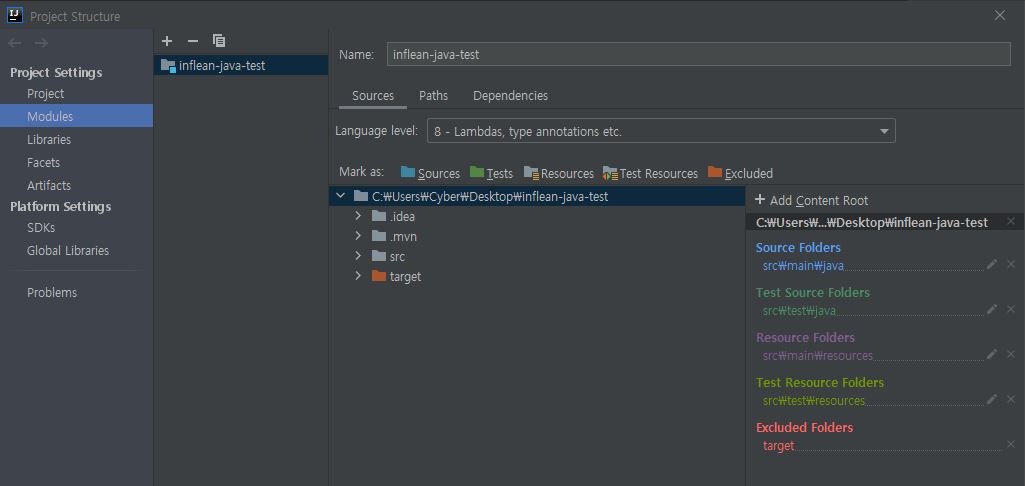 IJ
Project Structure
Project Settings
Project
Modules
Libraries
Facets
Artifacts
Platform Settings
SDKs
Global Libraries
Problems
inflean-java-test
Name: inflean-java-test
Sources Paths Dependencies
Language level: 8 - Lambdas, type annotations etc.
Mark as: Sources Tests Resources Test Resources Excluded
C:₩Users₩Cyber₩Desktop₩inflean-java-test
.idea
.mvn
src
target
+ Add Content Root
C:₩Users₩...₩Desktop₩inflean-java-test
Source Folders
src₩main₩java
Test Source Folders
src₩test₩java
Resource Folders
src₩main₩resources
Test Resource Folders
src₩test₩resources
Excluded Folders
target